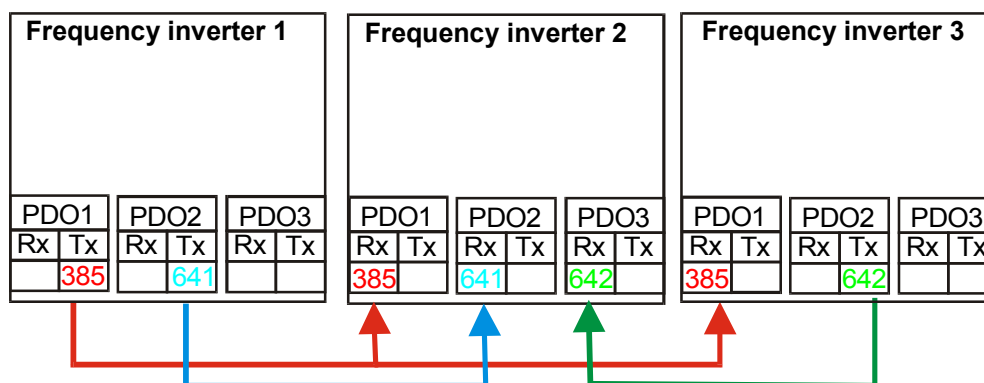 Frequency inverter 1
Frequency inverter 2
Frequency inverter 3
PDO1 PDO2 PDO3
Rx Tx Rx Tx Rx Tx
385 641
PDO1 PDO2 PDO3
Rx Tx Rx Tx Rx Tx
385 641 642
PDO1 PDO2 PDO3
Rx Tx Rx Tx Rx Tx
385 642